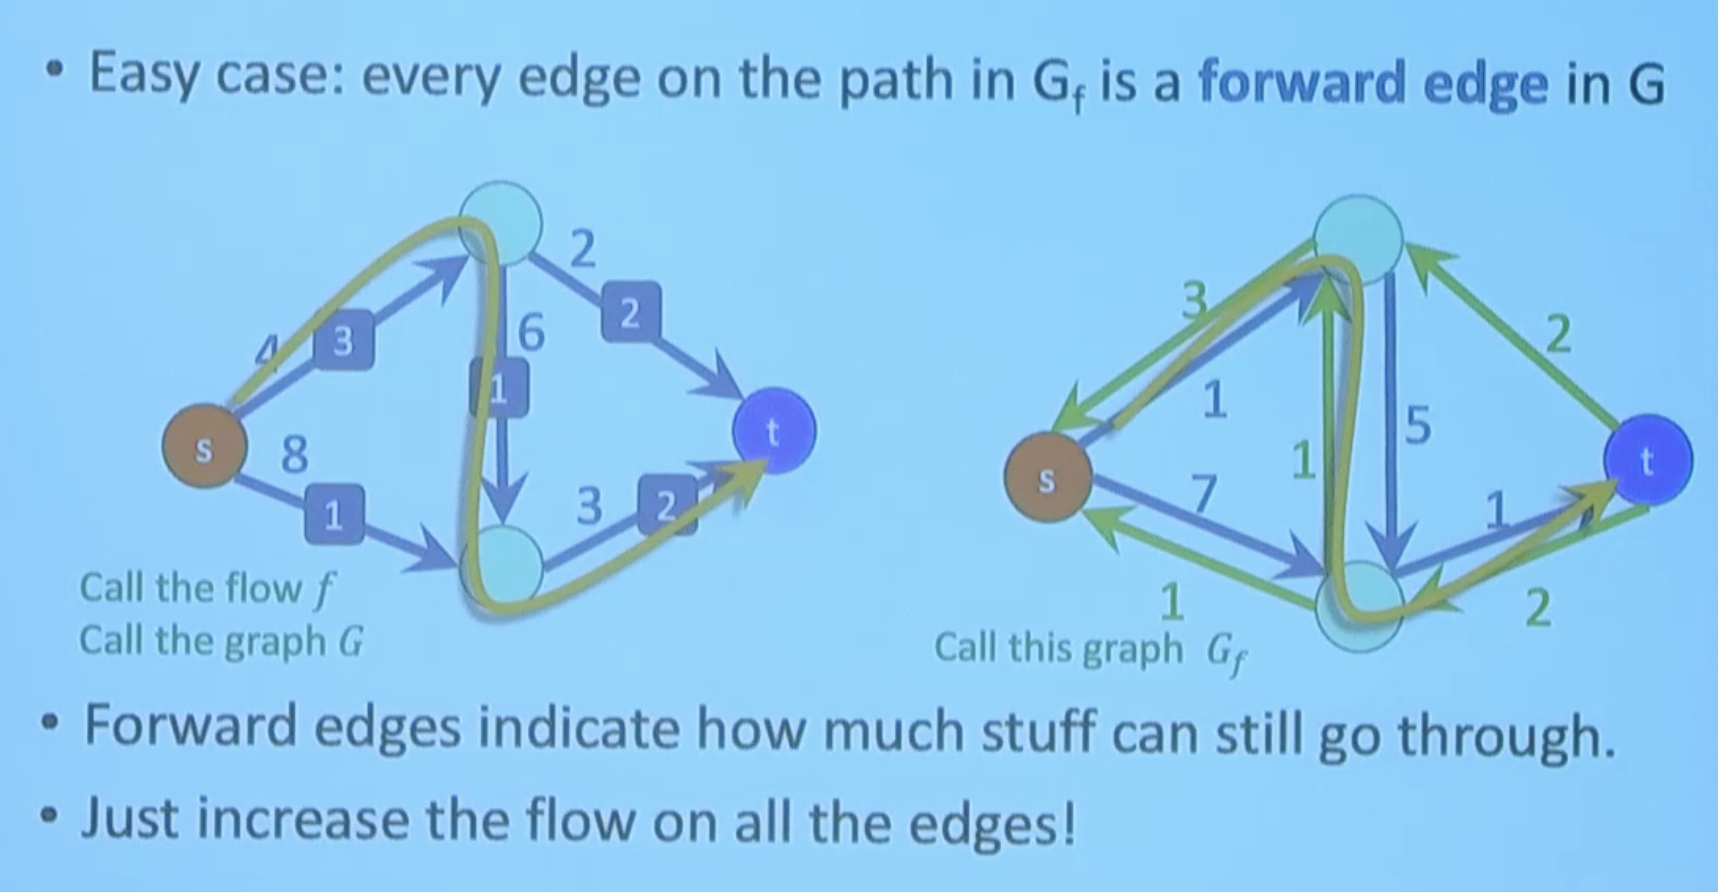 • Easy case: every edge on the path in Gf is a forward edge in G
2
2
3
4
6
1
8
s
t
1
3
2
Call the flow f
Call the graph G
3
2
1
5
1
s
t
7
1
1
2
Call this graph Gf
• Forward edges indicate how much stuff can still go through.
• Just increase the flow on all the edges!